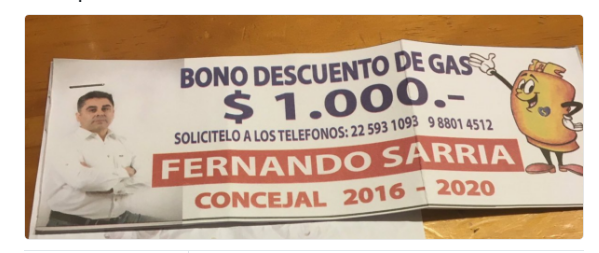 BONO DESCUENTO DE GAS
$ 1.000.-
SOLICITELO A LOS TELEFONOS: 22 593 1093 9 8801 4512
FERNANDO SARRIA
CONCEJAL 2016 - 2020